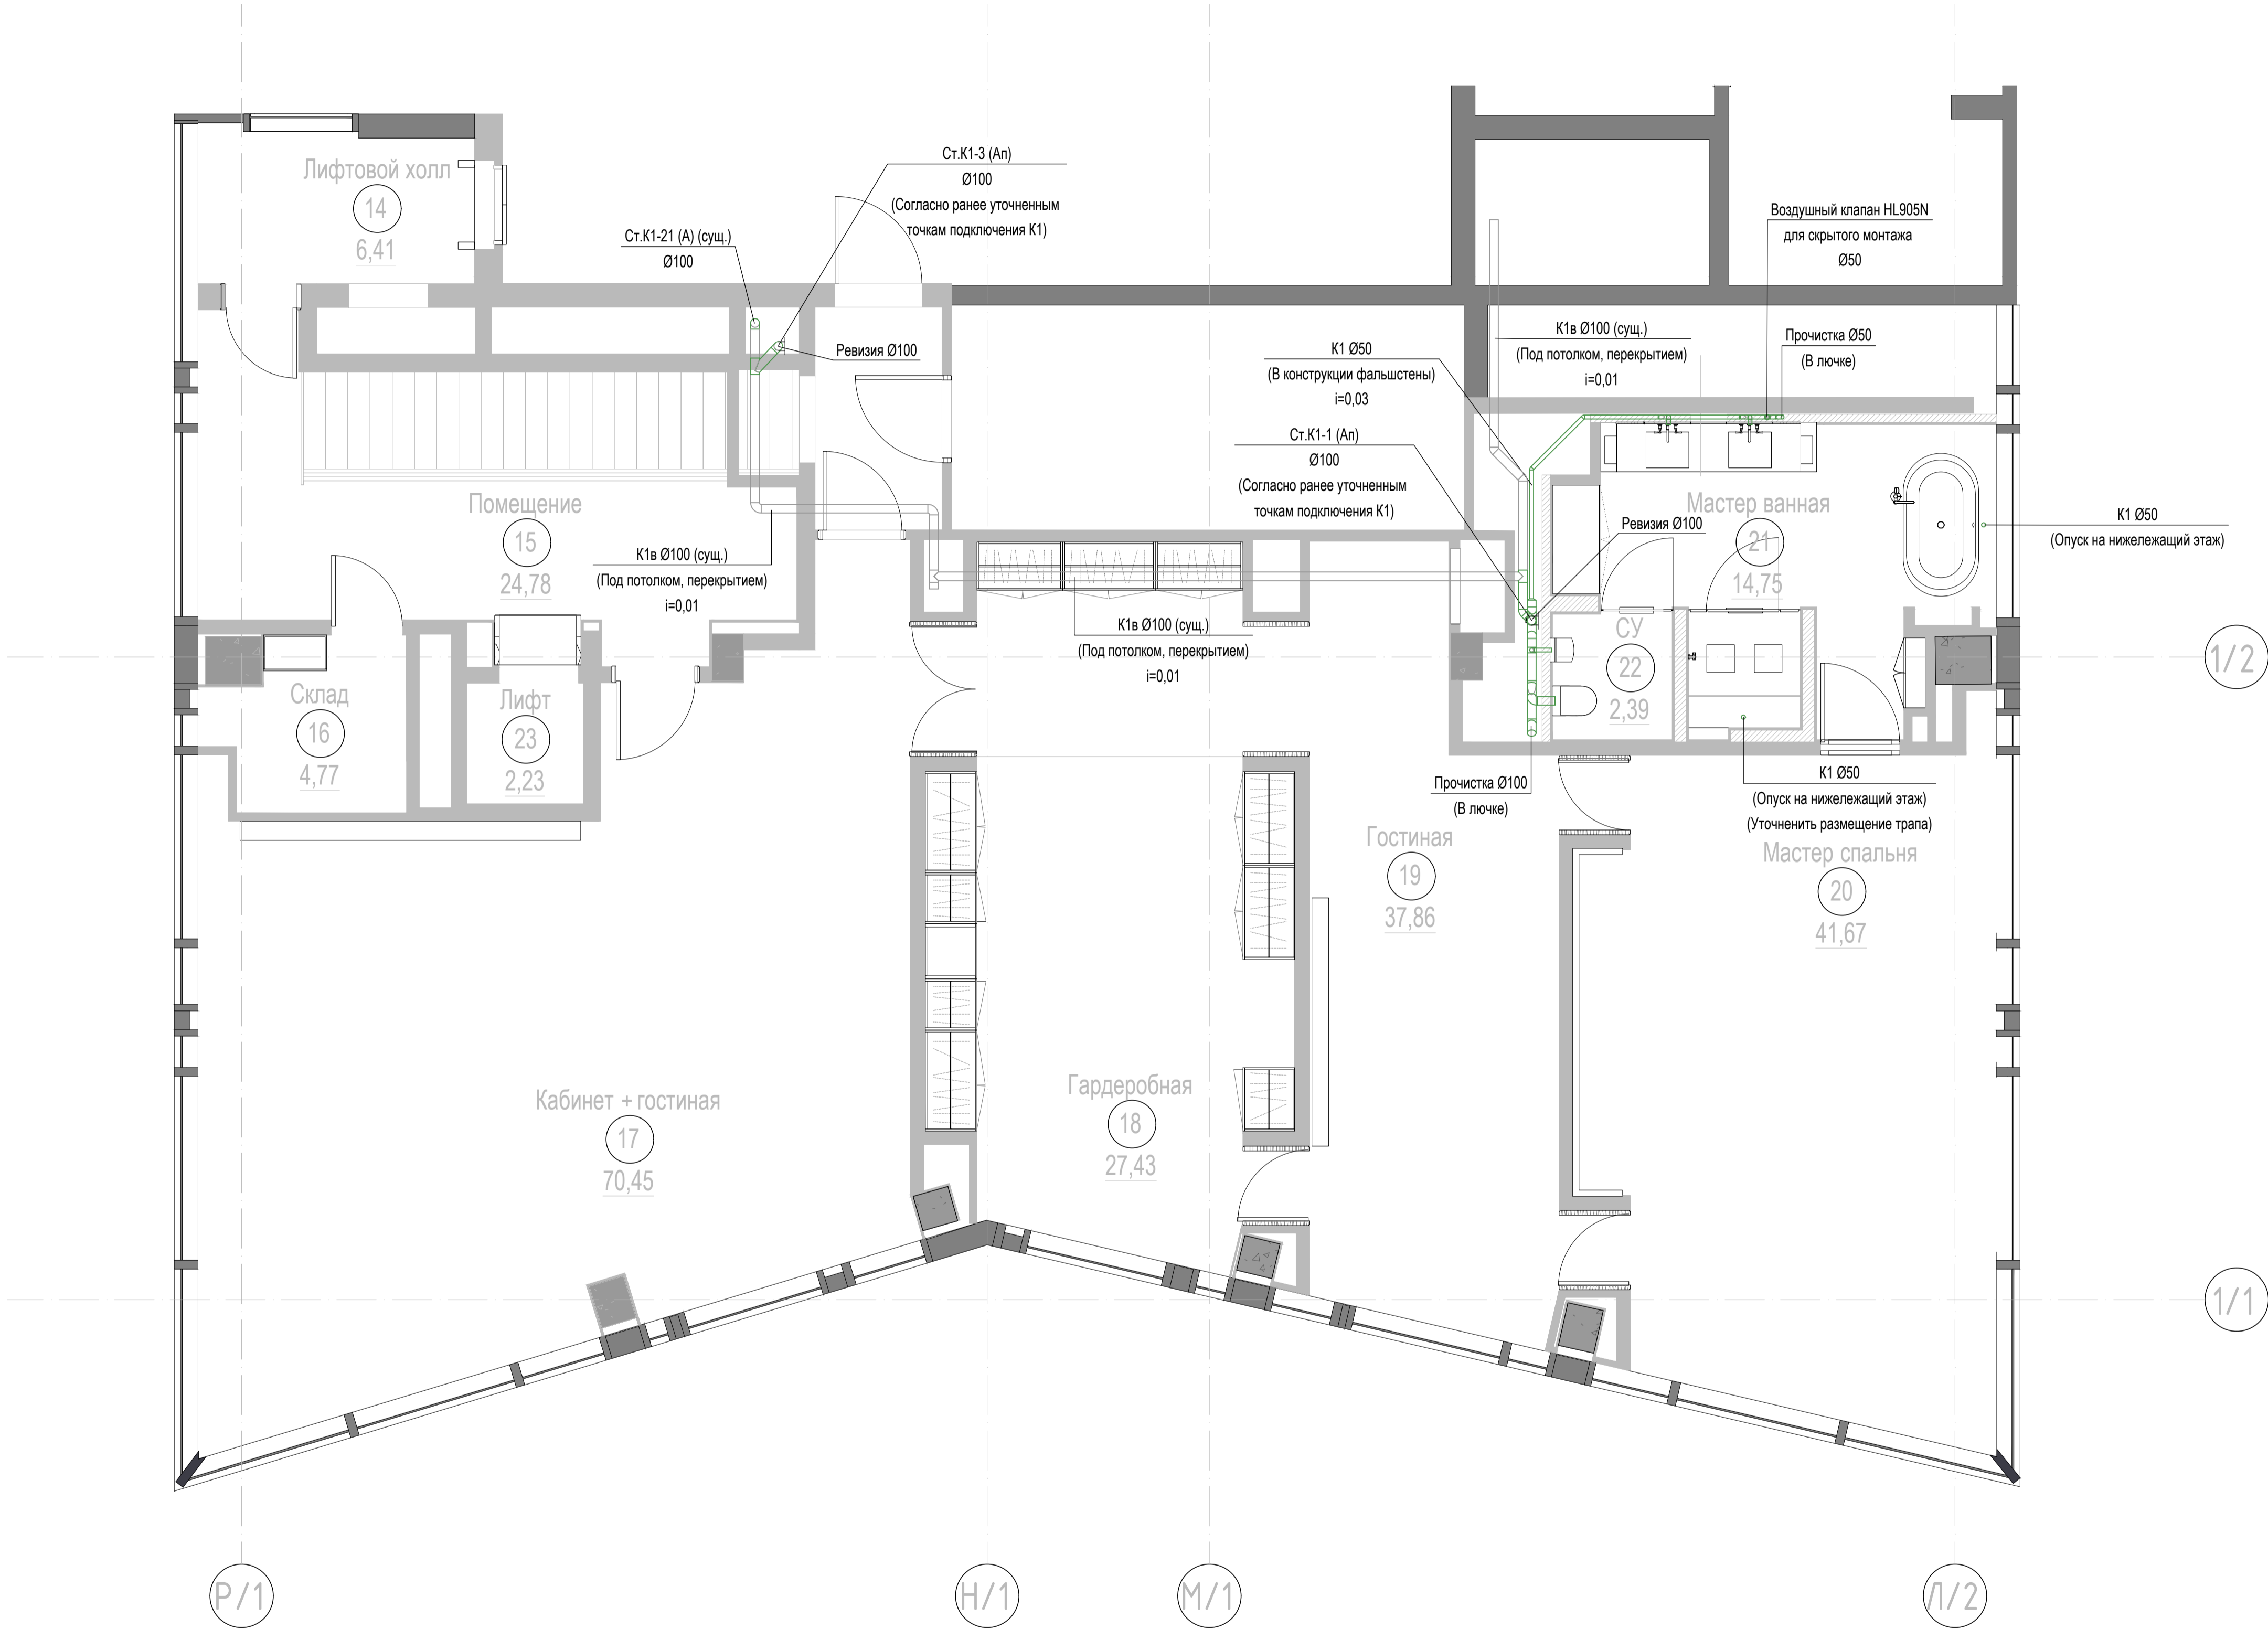 Лифтовой холл
14
6,41
Ст.К1-3 (Ап)
Ø100
(Согласно ранее уточненным
точкам подключения К1)
Ст.К1-21 (А) (сущ.)
Ø100
Ревизия Ø100
Воздушный клапан HL905N
для скрытого монтажа
Ø50
К1в Ø100 (сущ.)
(Под потолком, перекрытием)
i=0,01
Прочистка Ø50
(В лючке)
К1 Ø50
(В конструкции фальшстены)
i=0,03
Ст.К1-1 (Ап)
Ø100
(Согласно ранее уточненным
точкам подключения К1)
Ревизия Ø100
Мастер ванная
21
14,75
К1 Ø50
(Опуск на нижележащий этаж)
Помещение
15
24,78
К1в Ø100 (сущ.)
(Под потолком, перекрытием)
i=0,01
К1в Ø100 (сущ.)
(Под потолком, перекрытием)
i=0,01
СУ
22
2,39
1/2
Склад
16
4,77
Лифт
23
2,23
Прочистка Ø100
(В лючке)
К1 Ø50
(Опуск на нижележащий этаж)
(Уточненить размещение трапа)
Гостиная
19
37,86
Мастер спальня
20
41,67
Кабинет + гостиная
17
70,45
Гардеробная
18
27,43
1/1
Р/1
Н/1
М/1
Л/2